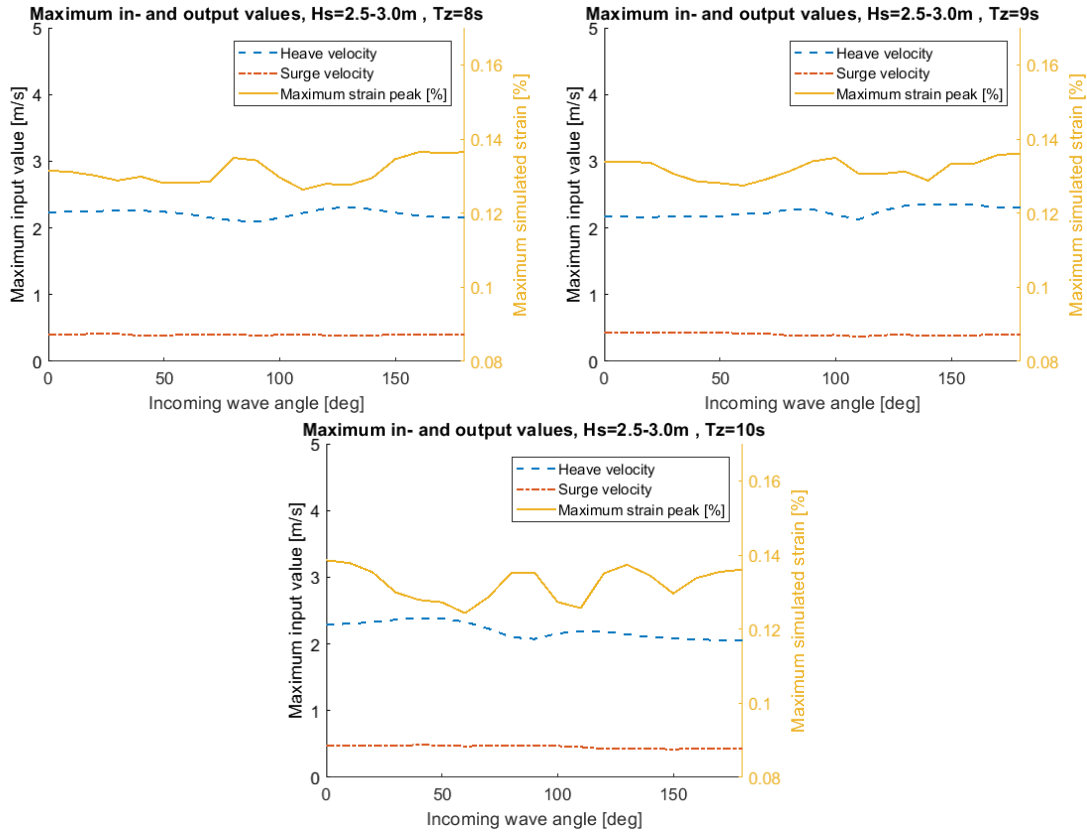 Maximum in- and output values, Hs=2.5-3.0m , Tz=8s
Heave velocity
Surge velocity
Maximum strain peak [%]
Maximum input value [m/s]
5
4
3
2
1
0
0.16
0.14
0.12
0.1
0.08
Maximum simulated strain [%]
0
50
100
150
Incoming wave angle [deg]
Maximum in- and output values, Hs=2.5-3.0m , Tz=9s
Heave velocity
Surge velocity
Maximum strain peak [%]
Maximum input value [m/s]
5
4
3
2
1
0
0.16
0.14
0.12
0.1
0.08
Maximum simulated strain [%]
0
50
100
150
Incoming wave angle [deg]
Maximum in- and output values, Hs=2.5-3.0m , Tz=10s
Heave velocity
Surge velocity
Maximum strain peak [%]
Maximum input value [m/s]
5
4
3
2
1
0
0.16
0.14
0.12
0.1
0.08
Maximum simulated strain [%]
0
50
100
150
Incoming wave angle [deg]